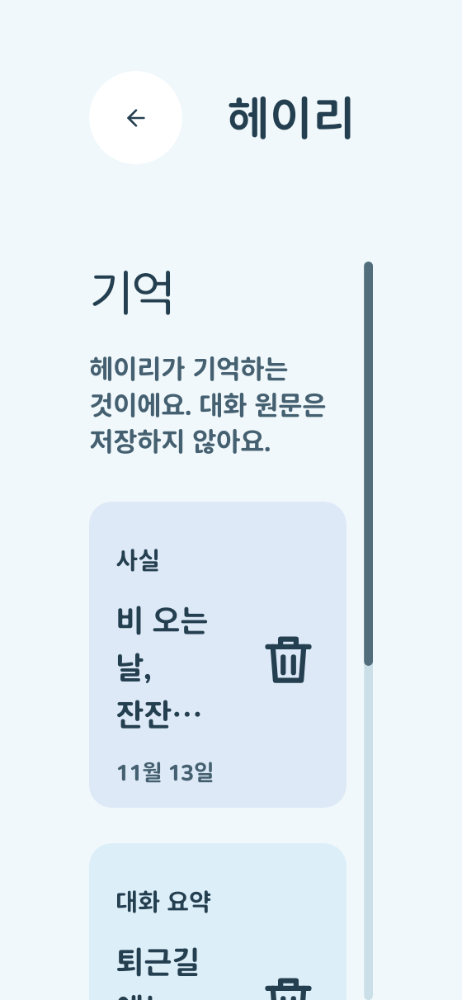 헤이리
기억
헤이리가 기억하는
것이에요. 대화 원문은
저장하지 않아요.
사실
비 오는
날,
잔잔…
11월 13일
대화 요약
퇴근길